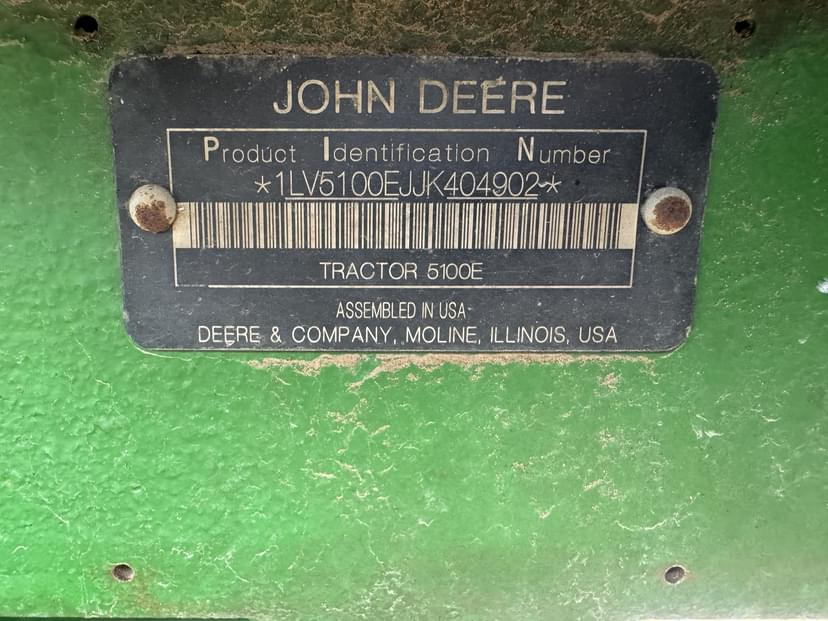 JOHN DEERE
Product Identification Number
*1LV5100EJJK404902*
TRACTOR 5100E
ASSEMBLED IN USA
DEERE & COMPANY, MOLINE, ILLINOIS, USA